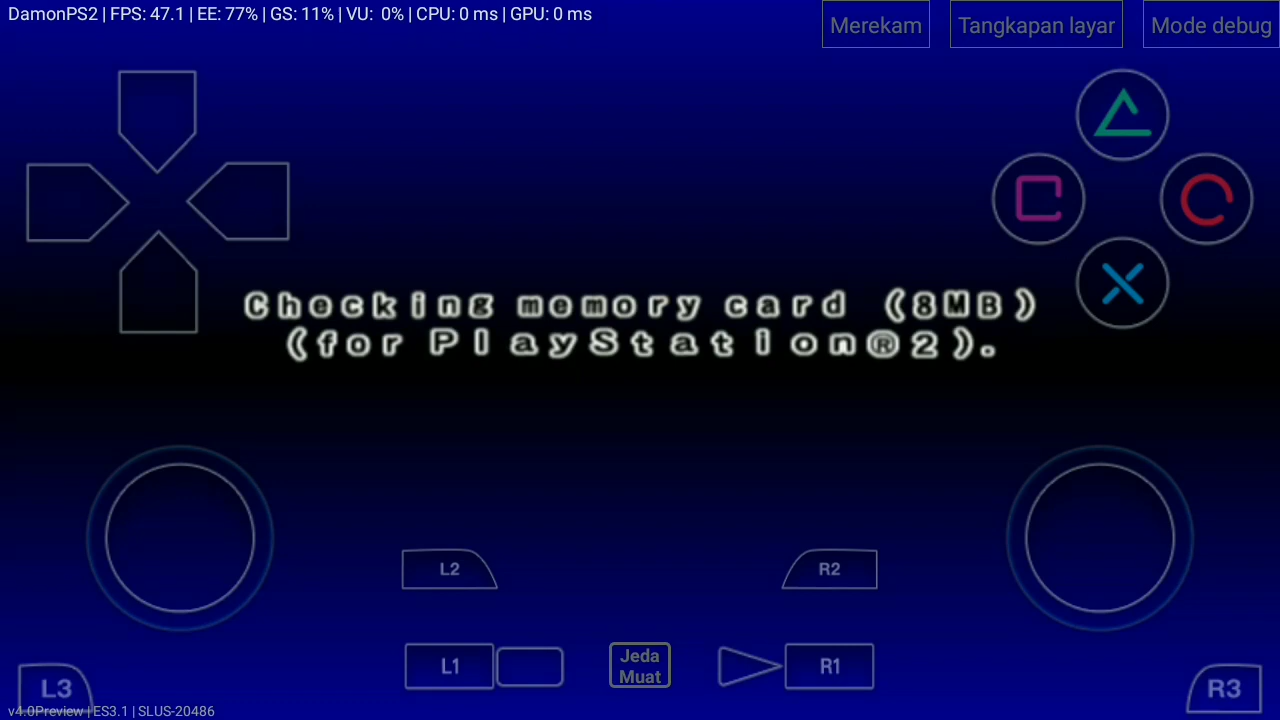 DamonPS2 | FPS: 47.1 | EE: 77% | GS: 11% | VU: 0% | CPU: 0 ms | GPU: 0 ms
Merekam
Tangkapan layar
Mode debug
Checking memory card (8MB)
(for PlayStation®2).
L2
R2
L1
Jeda
Muat
R1
L3
R3
v4.0Preview | ES3.1 | SLUS-20486